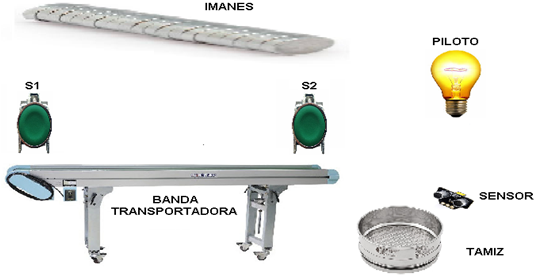 IMANES
PILOTO
S1
S2
BANDA
TRANSPORTADORA
SENSOR
TAMIZ